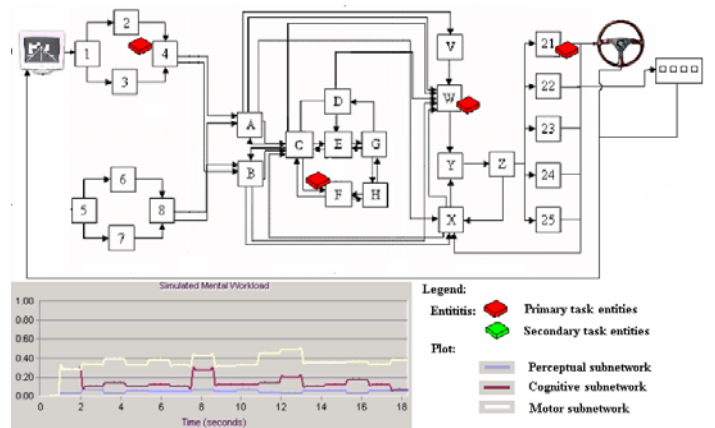 1
2
3
4
5
6
7
8
A
B
C
D
E
F
G
H
V
W
X
Y
Z
21
22
23
24
25
Simulated Mental Workload
1.00
0.80
0.60
0.40
0.20
0.00
0 2 4 6 8 10 12 14 16 18
Time (seconds)
Legend:
Entititis:
Primary task entities
Secondary task entities
Plot:
Perceptual subnetwork
Cognitive subnetwork
Motor subnetwork